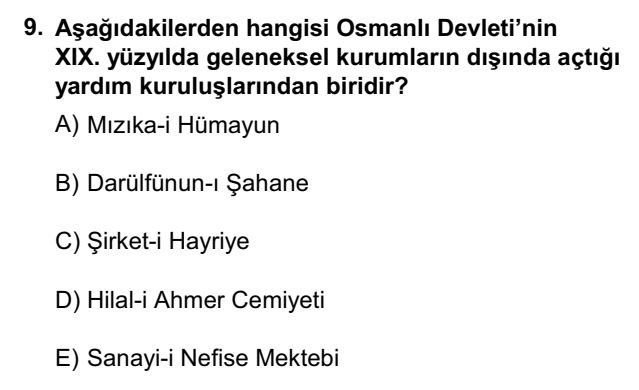 9. Aşağıdakilerden hangisi Osmanlı Devleti’nin
XIX. yüzyılda geleneksel kurumların dışında açtığı
yardım kuruluşlarından biridir?
A) Mızıka-i Hümayun
B) Darülfünun-ı Şahane
C) Şirket-i Hayriye
D) Hilal-i Ahmer Cemiyeti
E) Sanayi-i Nefise Mektebi